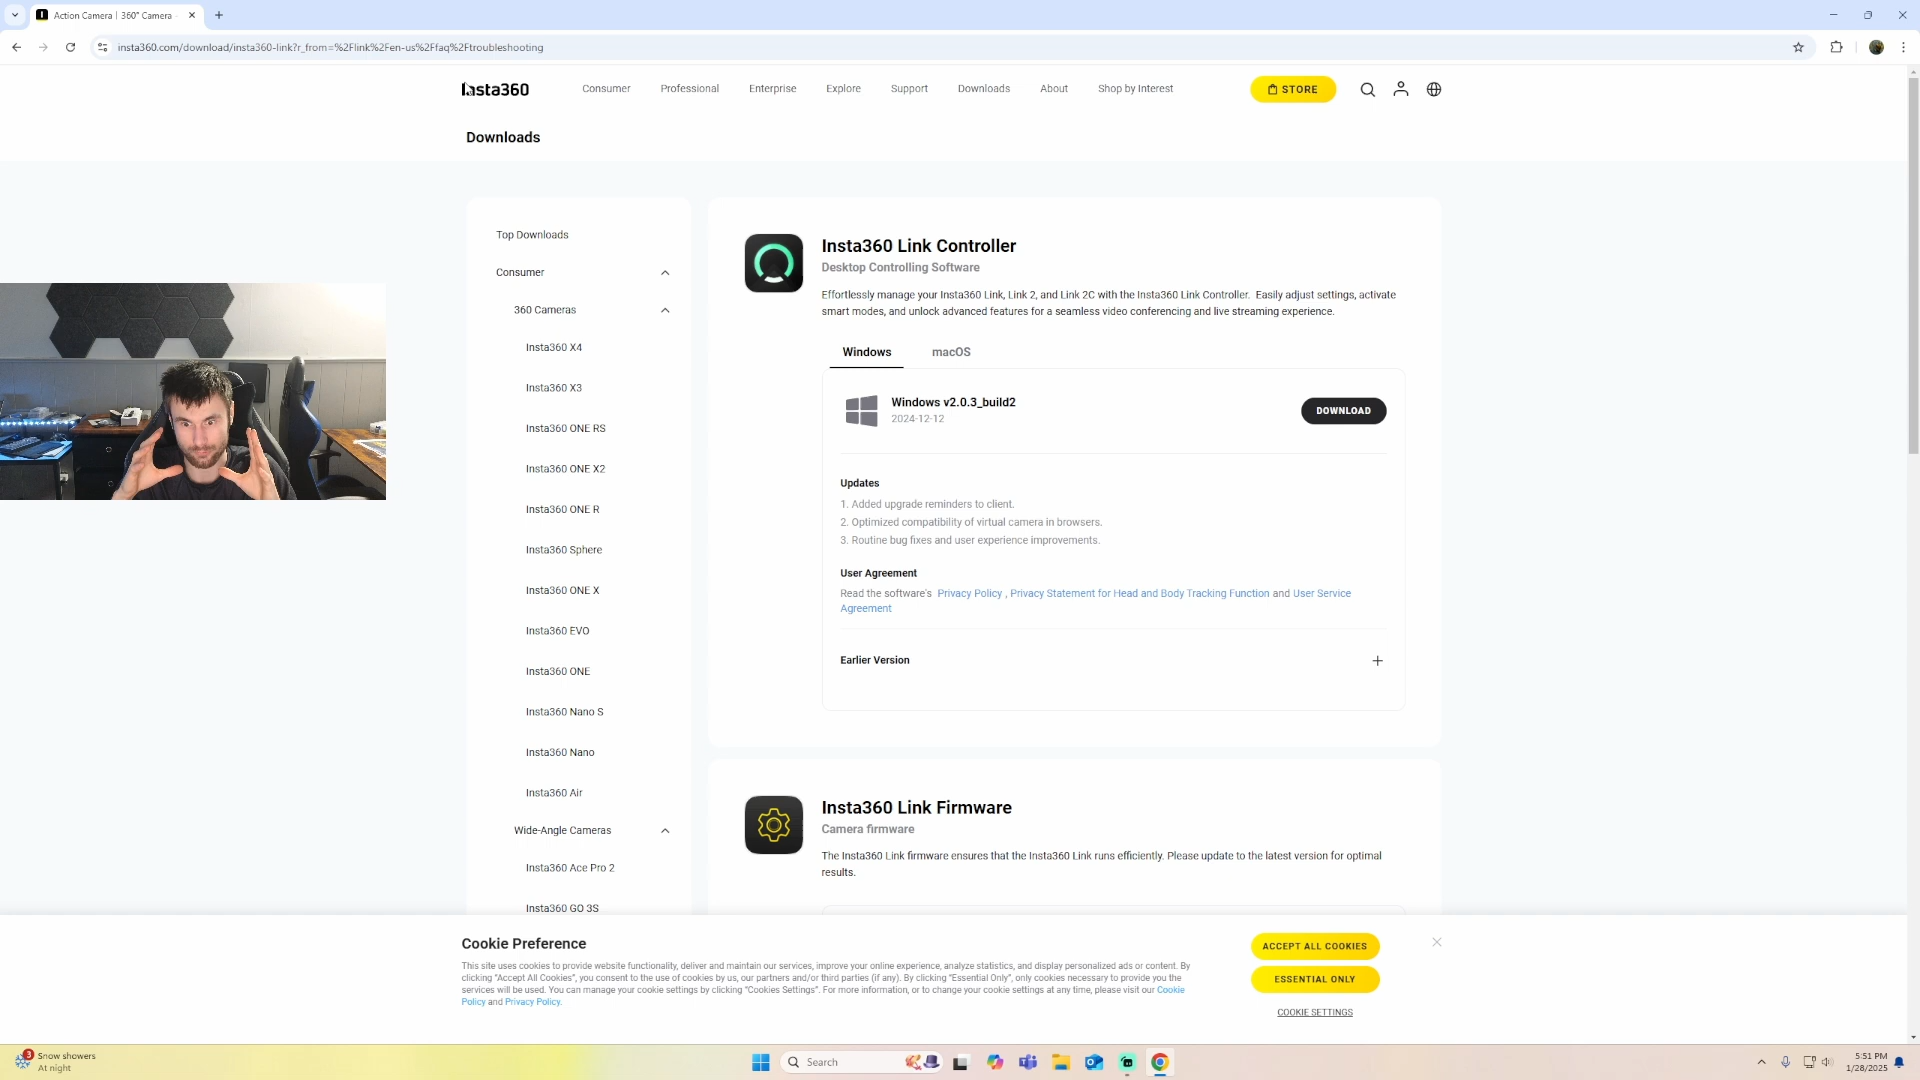 Action Camera | 360° Camera
insta360.com/download/insta360-link?r_from=%2Flink%2Fen-us%2Ffaq%2Ftroubleshooting
Insta360
Consumer
Professional
Enterprise
Explore
Support
Downloads
About
Shop by Interest
STORE
Downloads
Top Downloads
Consumer
360 Cameras
Insta360 X4
Insta360 X3
Insta360 ONE RS
Insta360 ONE X2
Insta360 ONE R
Insta360 Sphere
Insta360 ONE X
Insta360 EVO
Insta360 ONE
Insta360 Nano S
Insta360 Nano
Insta360 Air
Wide-Angle Cameras
Insta360 Ace Pro 2
Insta360 GO 3S
Insta360 Link Controller
Desktop Controlling Software
Effortlessly manage your Insta360 Link, Link 2, and Link 2C with the Insta360 Link Controller. Easily adjust settings, activate
smart modes, and unlock advanced features for a seamless video conferencing and live streaming experience.
Windows
macOS
Windows v2.0.3_build2
2024-12-12
DOWNLOAD
Updates
1. Added upgrade reminders to client.
2. Optimized compatibility of virtual camera in browsers.
3. Routine bug fixes and user experience improvements.
User Agreement
Read the software's Privacy Policy , Privacy Statement for Head and Body Tracking Function and User Service
Agreement
Earlier Version
Insta360 Link Firmware
Camera firmware
The Insta360 Link firmware ensures that the Insta360 Link runs efficiently. Please update to the latest version for optimal
results.
Cookie Preference
This site uses cookies to provide website functionality, deliver and maintain our services, improve your online experience, analyze statistics, and display personalized ads or content. By
clicking “Accept All Cookies”, you consent to the use of cookies by us, our partners and/or third parties (if any). By clicking “Essential Only”, only cookies necessary to provide you the
services will be used. You can manage your cookie settings by clicking “Cookies Settings”. For more information, or to change your cookie settings at any time, please visit our Cookie
Policy and Privacy Policy.
ACCEPT ALL COOKIES
ESSENTIAL ONLY
COOKIE SETTINGS
3
Snow showers
At night
Search
5:51 PM
1/28/2025